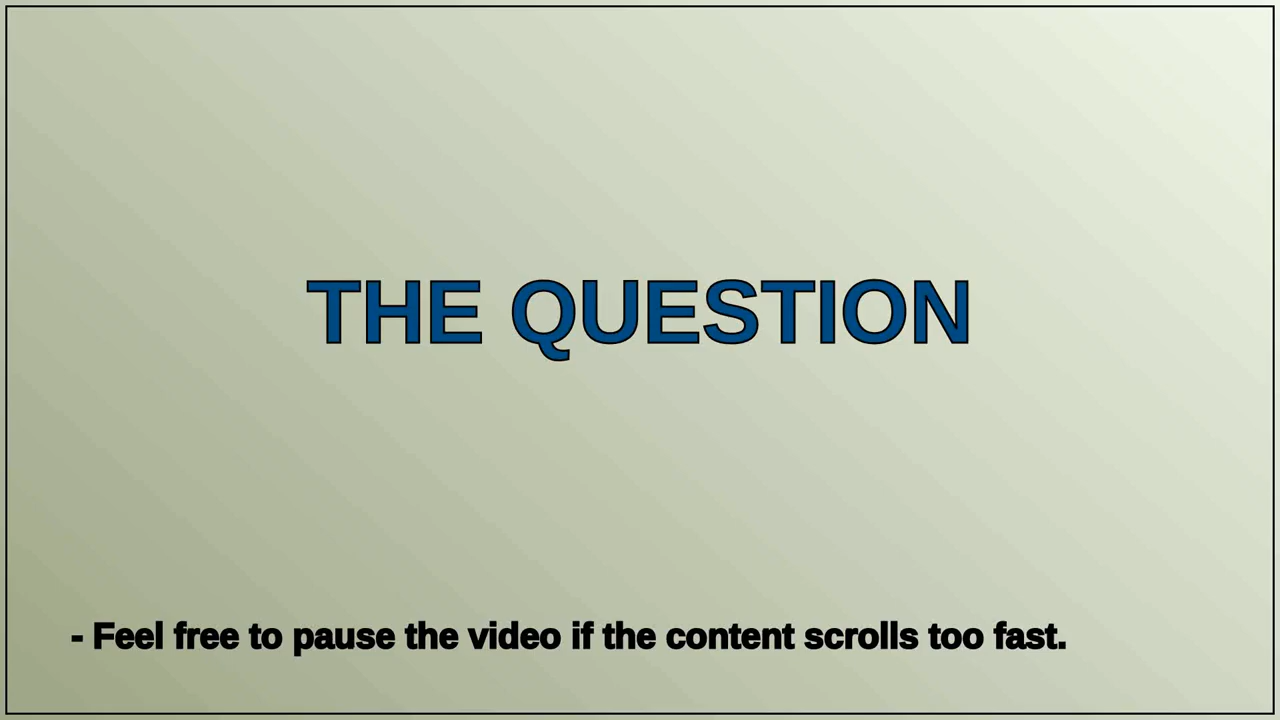 THE QUESTION
- Feel free to pause the video if the content scrolls too fast.